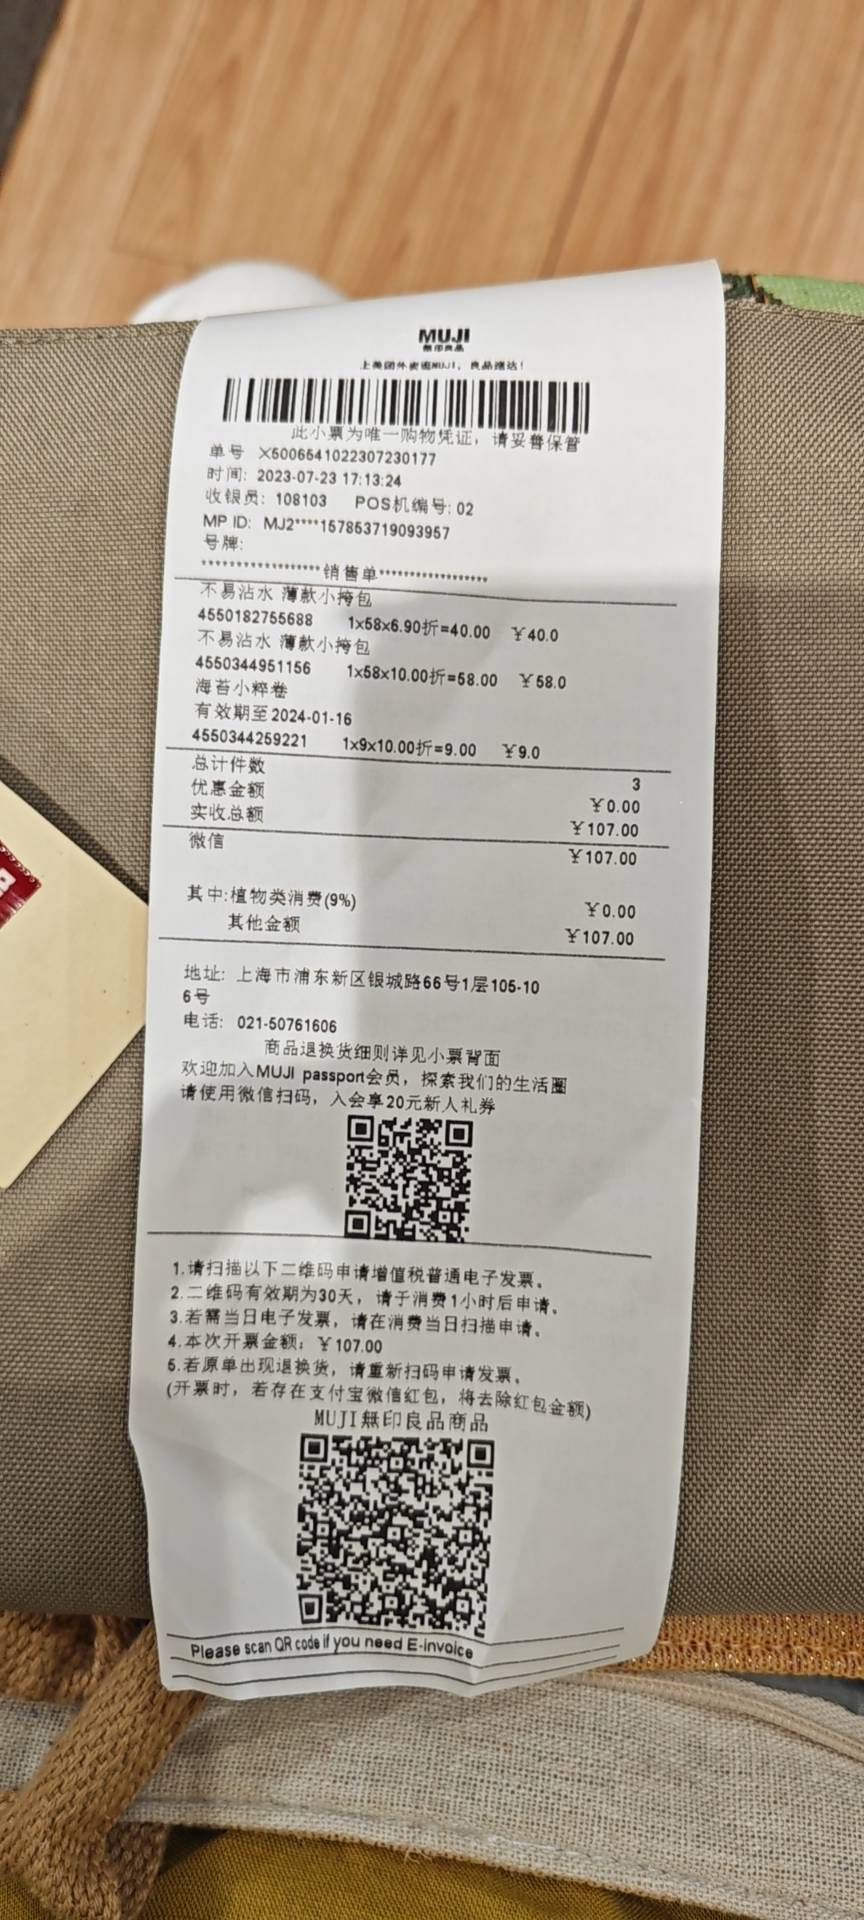 MUJI
無印良品
上美团外卖逛MUJI，良品速达！
此小票为唯一购物凭证，请妥善保管
单号 X6006641022307230177
时间: 2023-07-23 17:13:24
收银员: 108103 POS机编号: 02
MP ID: MJ2****157853719093957
号牌:
******************销售单******************
不易沾水 薄款小挎包
4550182755688 1x58x6.90折=40.00 ￥40.0
不易沾水 薄款小挎包
4550344951156 1x58x10.00折=58.00 ￥58.0
海苔小粹卷
有效期至2024-01-16
4550344259221 1x9x10.00折=9.00 ￥9.0
总计件数 3
优惠金额 ￥0.00
实收总额 ￥107.00
微信 ￥107.00
其中:植物类消费(9%) ￥0.00
其他金额 ￥107.00
地址: 上海市浦东新区银城路66号1层105-10
6号
电话: 021-50761606
商品退换货细则详见小票背面
欢迎加入MUJI passport会员，探索我们的生活圈
请使用微信扫码，入会享20元新人礼券
1.请扫描以下二维码申请增值税普通电子发票。
2.二维码有效期为30天，请于消费1小时后申请。
3.若需当日电子发票，请在消费当日扫描申请。
4.本次开票金额: ￥107.00
5.若原单出现退换货，请重新扫码申请发票。
(开票时，若存在支付宝微信红包，将去除红包金额)
MUJI無印良品商品
Please scan QR code if you need E-invoice